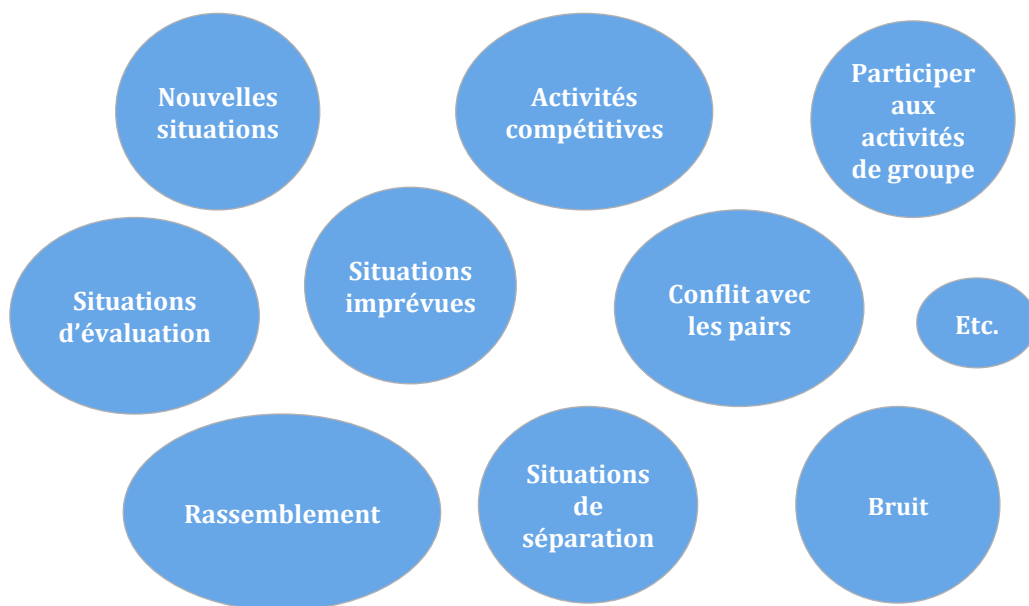 Nouvelles
situations
Activités
compétitives
Participer
aux
activités
de groupe
Situations
d’évaluation
Situations
imprévues
Conflit avec
les pairs
Etc.
Rassemblement
Situations
de
séparation
Bruit